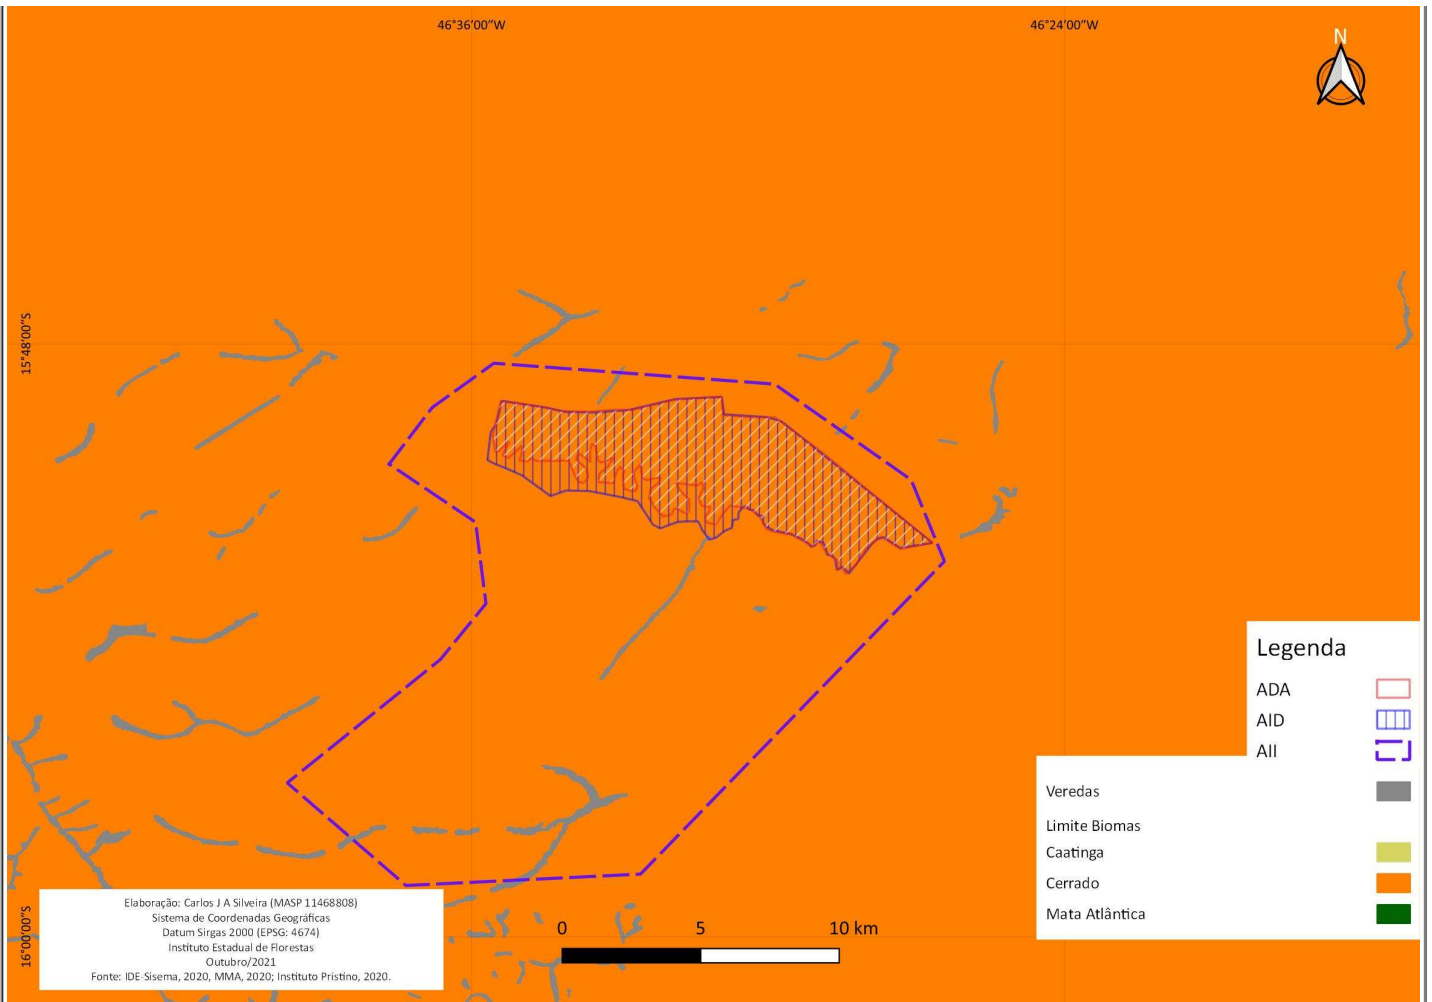 46°36'00"W
46°24'00"W
N
15°48'00"S
Legenda
ADA
AID
AII
Veredas
Limite Biomas
Caatinga
Cerrado
Mata Atlântica
16°00'00"S
Elaboração: Carlos J A Silveira (MASP 11468808)
Sistema de Coordenadas Geográficas
Datum Sirgas 2000 (EPSG: 4674)
Instituto Estadual de Florestas
Outubro/2021
Fonte: IDE-Sisema, 2020, MMA, 2020; Instituto Prístino, 2020.
0 5 10 km